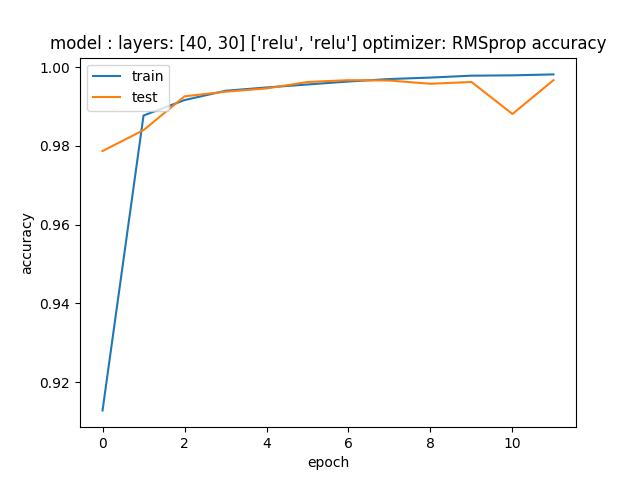 model : layers: [40, 30] ['relu', 'relu'] optimizer: RMSprop accuracy
1.00
0.98
0.96
0.94
0.92
accuracy
train
test
0 2 4 6 8 10
epoch